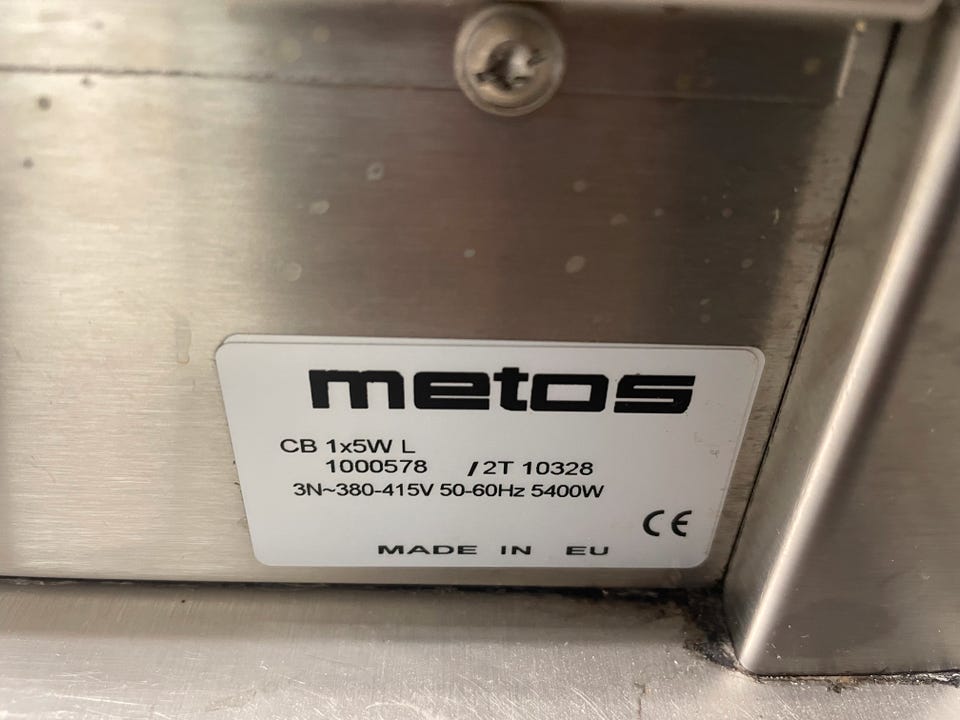 metos
CB 1x5W L
1000578 / 2T 10328
3N~380-415V 50-60Hz 5400W
CE
MADE IN EU